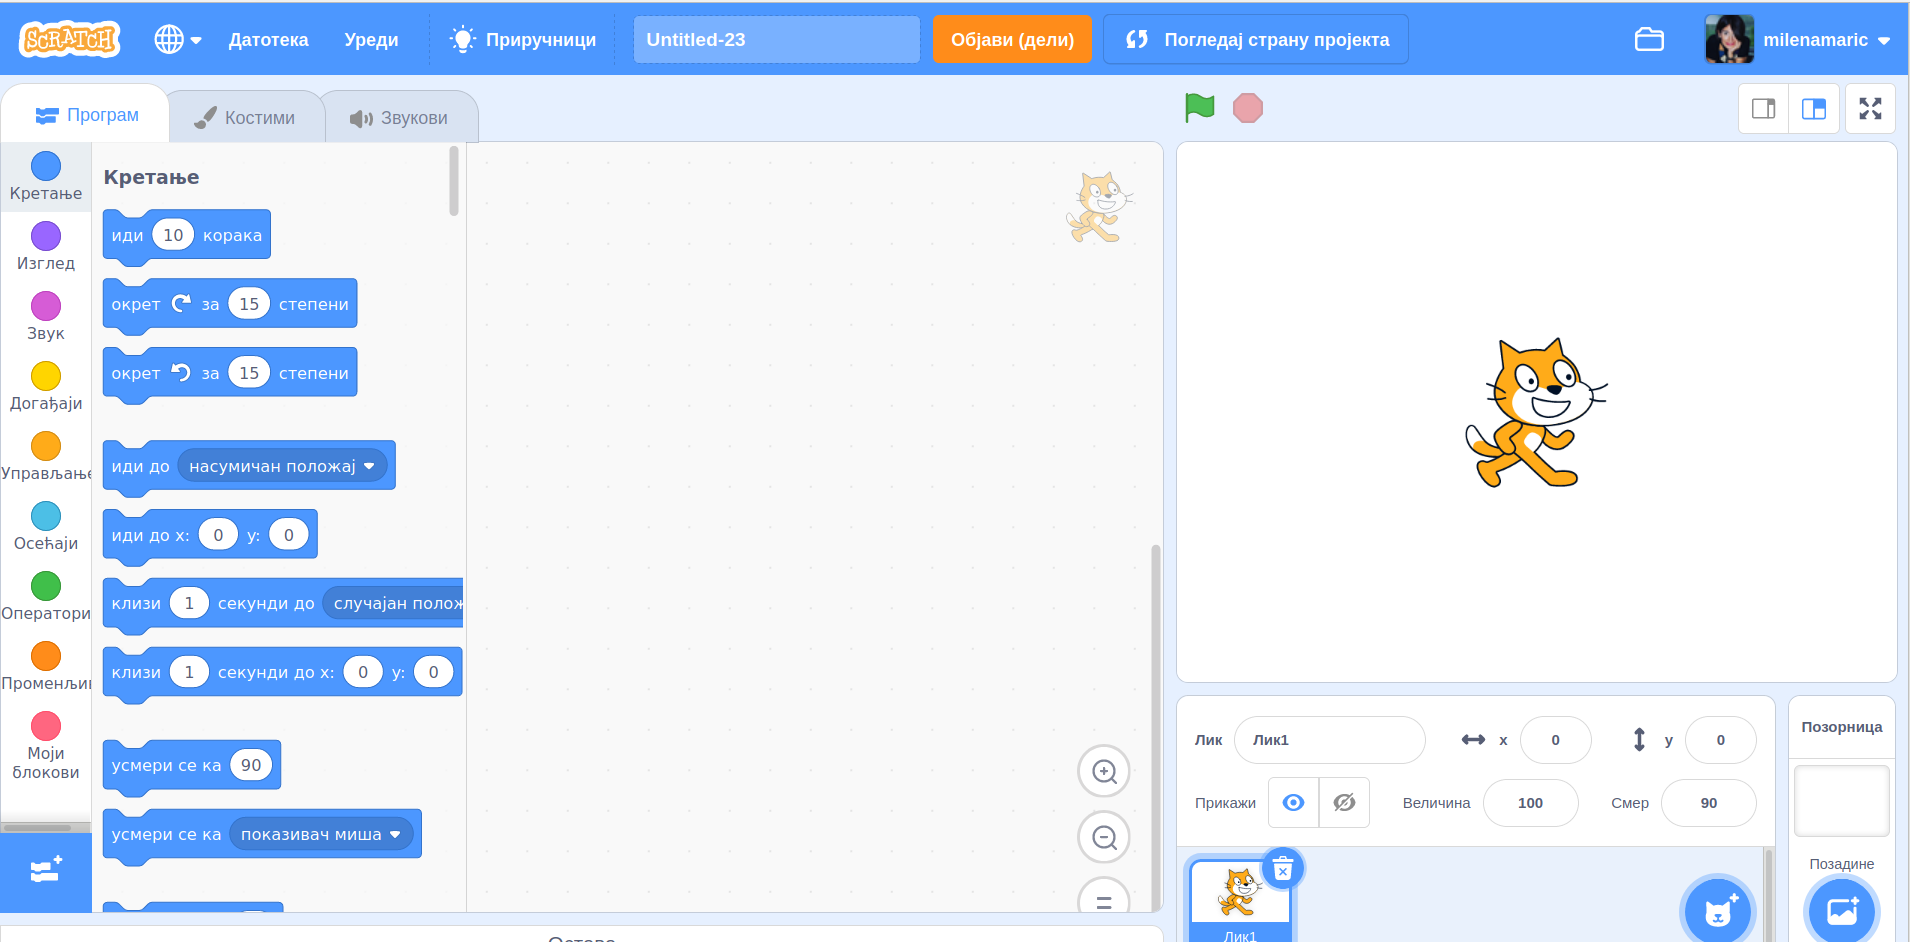 SCRATCH
Датотека Уреди Приручници Untitled-23 Објави (дели) Погледај страну пројекта milenamaric
Програм Костими Звукови
Кретање
Изглед
Звук
Догађаји
Управљање
Осећаји
Оператори
Променљи
Моји
блокови
Кретање
иди 10 корака
окрет за 15 степени
окрет за 15 степени
иди до насумичан положај
иди до x: 0 y: 0
клизи 1 секунди до случајан полож
клизи 1 секунди до x: 0 y: 0
усмери се ка 90
усмери се ка показивач миша
Лик Лик1 x 0 y 0
Прикажи Величина 100 Смер 90
Лик1
Позорница
Позадине